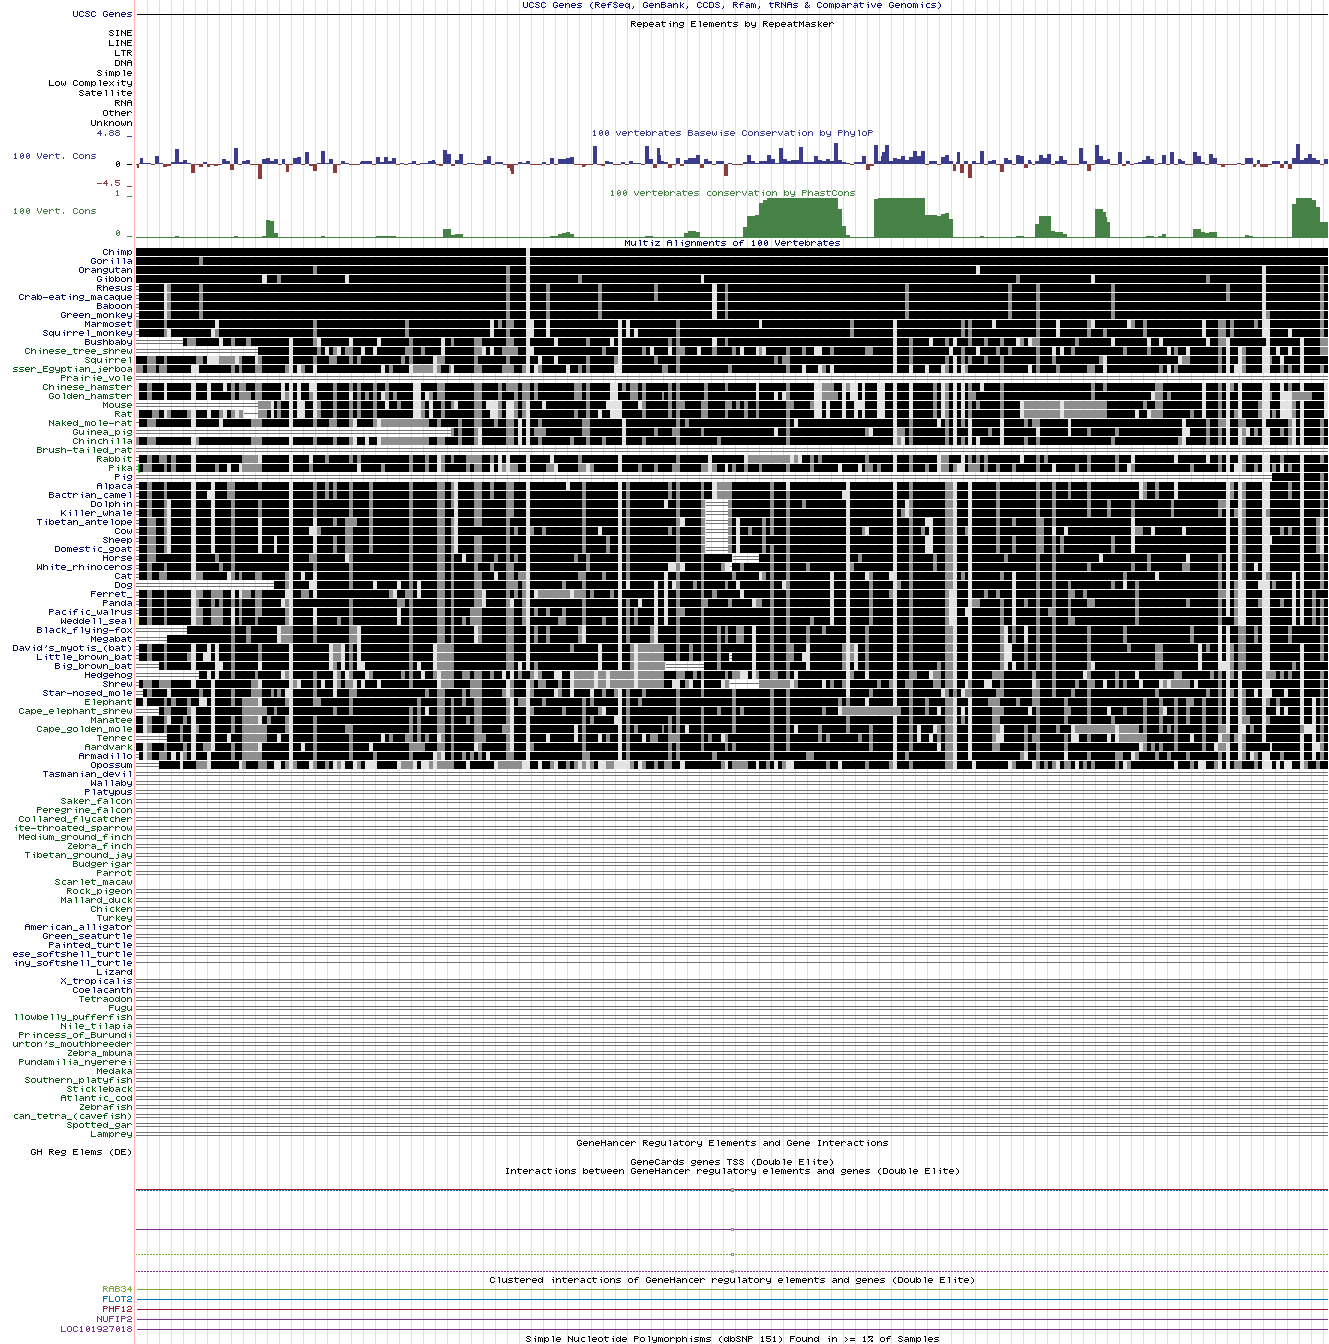 UCSC Genes (RefSeq, GenBank, CCDS, Rfam, tRNAs & Comparative Genomics)
UCSC Genes
Repeating Elements by RepeatMasker
SINE
LINE
LTR
DNA
Simple
Low Complexity
Satellite
RNA
Other
Unknown
4.88 _
100 vertebrates Basewise Conservation by PhyloP
100 Vert. Cons
0 -
-4.5 _
1 _
100 vertebrates conservation by PhastCons
100 Vert. Cons
0 _
Multiz Alignments of 100 Vertebrates
Chimp
Gorilla
Orangutan
Gibbon
Rhesus
Crab-eating_macaque
Baboon
Green_monkey
Marmoset
Squirrel_monkey
Bushbaby
Chinese_tree_shrew
Squirrel
sser_Egyptian_jerboa
Prairie_vole
Chinese_hamster
Golden_hamster
Mouse
Rat
Naked_mole-rat
Guinea_pig
Chinchilla
Brush-tailed_rat
Rabbit
Pika
Pig
Alpaca
Bactrian_camel
Dolphin
Killer_whale
Tibetan_antelope
Cow
Sheep
Domestic_goat
Horse
White_rhinoceros
Cat
Dog
Ferret_
Panda
Pacific_walrus
Weddell_seal
Black_flying-fox
Megabat
David's_myotis_(bat)
Little_brown_bat
Big_brown_bat
Hedgehog
Shrew
Star-nosed_mole
Elephant
Cape_elephant_shrew
Manatee
Cape_golden_mole
Tenrec
Aardvark
Armadillo
Opossum
Tasmanian_devil
Wallaby
Platypus
Saker_falcon
Peregrine_falcon
Collared_flycatcher
ite-throated_sparrow
Medium_ground_finch
Zebra_finch
Tibetan_ground_jay
Budgerigar
Parrot
Scarlet_macaw
Rock_pigeon
Mallard_duck
Chicken
Turkey
American_alligator
Green_seaturtle
Painted_turtle
ese_softshell_turtle
iny_softshell_turtle
Lizard
X_tropicalis
Coelacanth
Tetraodon
Fugu
llowbelly_pufferfish
Nile_tilapia
Princess_of_Burundi
urton's_mouthbreeder
Zebra_mbuna
Pundamilia_nyererei
Medaka
Southern_platyfish
Stickleback
Atlantic_cod
Zebrafish
can_tetra_(cavefish)
Spotted_gar
Lamprey
GeneHancer Regulatory Elements and Gene Interactions
GH Reg Elems (DE)
GeneCards genes TSS (Double Elite)
Interactions between GeneHancer regulatory elements and genes (Double Elite)
Clustered interactions of GeneHancer regulatory elements and genes (Double Elite)
RAB34
FLOT2
PHF12
NUFIP2
LOC101927018
Simple Nucleotide Polymorphisms (dbSNP 151) Found in >= 1% of Samples